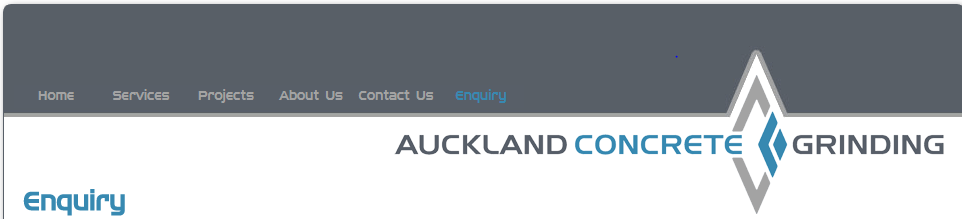 Home Services Projects About Us Contact Us Enquiry
AUCKLAND CONCRETE GRINDING
Enquiry